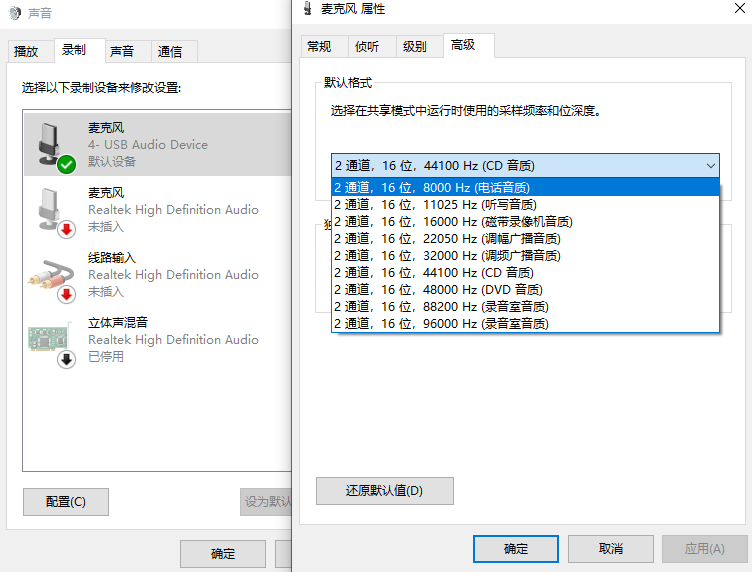 声音
播放
录制
声音
通信
选择以下录制设备来修改设置:
麦克风
4- USB Audio Device
默认设备
麦克风
Realtek High Definition Audio
未插入
线路输入
Realtek High Definition Audio
未插入
立体声混音
Realtek High Definition Audio
已停用
配置(C)
设为默认
确定
麦克风 属性
常规
侦听
级别
高级
默认格式
选择在共享模式中运行时使用的采样频率和位深度。
2 通道，16 位，44100 Hz (CD 音质)
2 通道，16 位，8000 Hz (电话音质)
2 通道，16 位，11025 Hz (听写音质)
2 通道，16 位，16000 Hz (磁带录像机音质)
2 通道，16 位，22050 Hz (调幅广播音质)
2 通道，16 位，32000 Hz (调频广播音质)
2 通道，16 位，44100 Hz (CD 音质)
2 通道，16 位，48000 Hz (DVD 音质)
2 通道，16 位，88200 Hz (录音室音质)
2 通道，16 位，96000 Hz (录音室音质)
还原默认值(D)
确定
取消
应用(A)